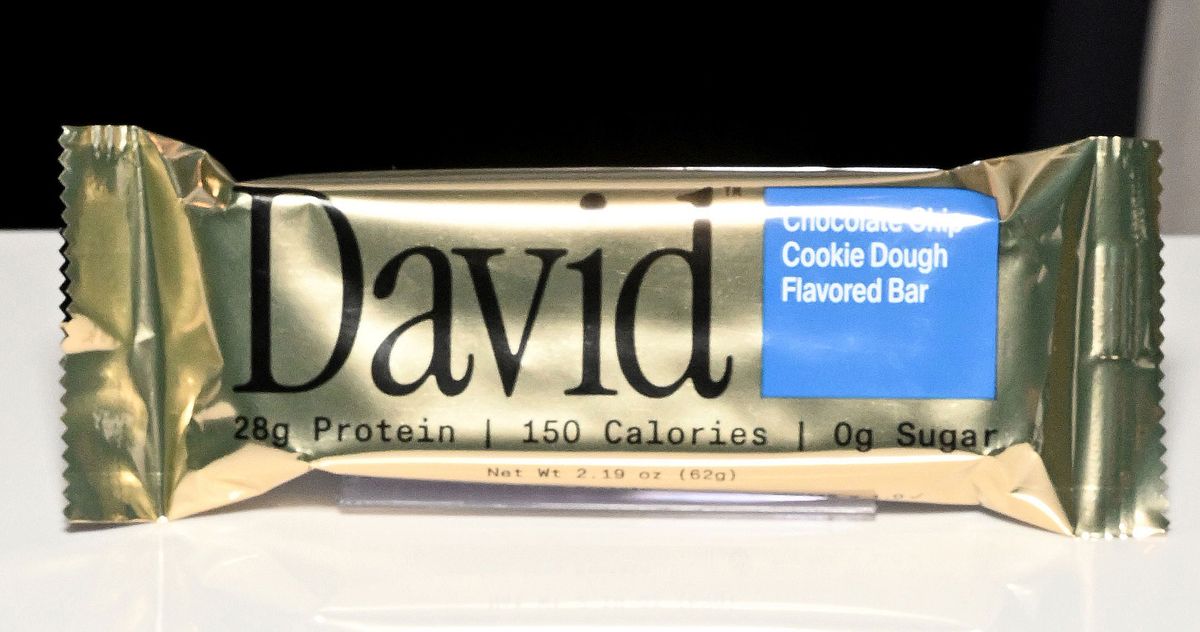 David™
Chocolate Chip
Cookie Dough
Flavored Bar
28g Protein | 150 Calories | 0g Sugar
Net Wt 2.19 oz (62g)